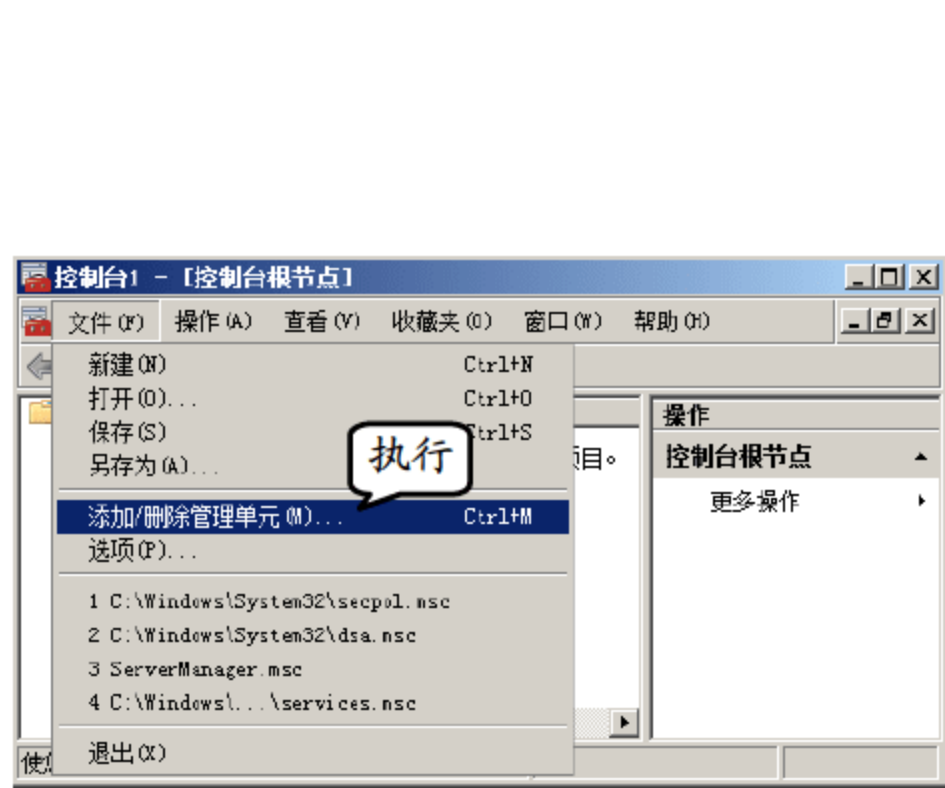 控制台1 - [控制台根节点]
文件(F) 操作(A) 查看(V) 收藏夹(O) 窗口(W) 帮助(H)
新建(N) Ctrl+N
打开(O)... Ctrl+O
保存(S) Ctrl+S
另存为(A)...
执行
添加/删除管理单元(M)... Ctrl+M
选项(P)...
1 C:\Windows\System32\secpol.msc
2 C:\Windows\System32\dsa.msc
3 ServerManager.msc
4 C:\Windows\...\services.msc
退出(X)
项目。
操作
控制台根节点
更多操作
使